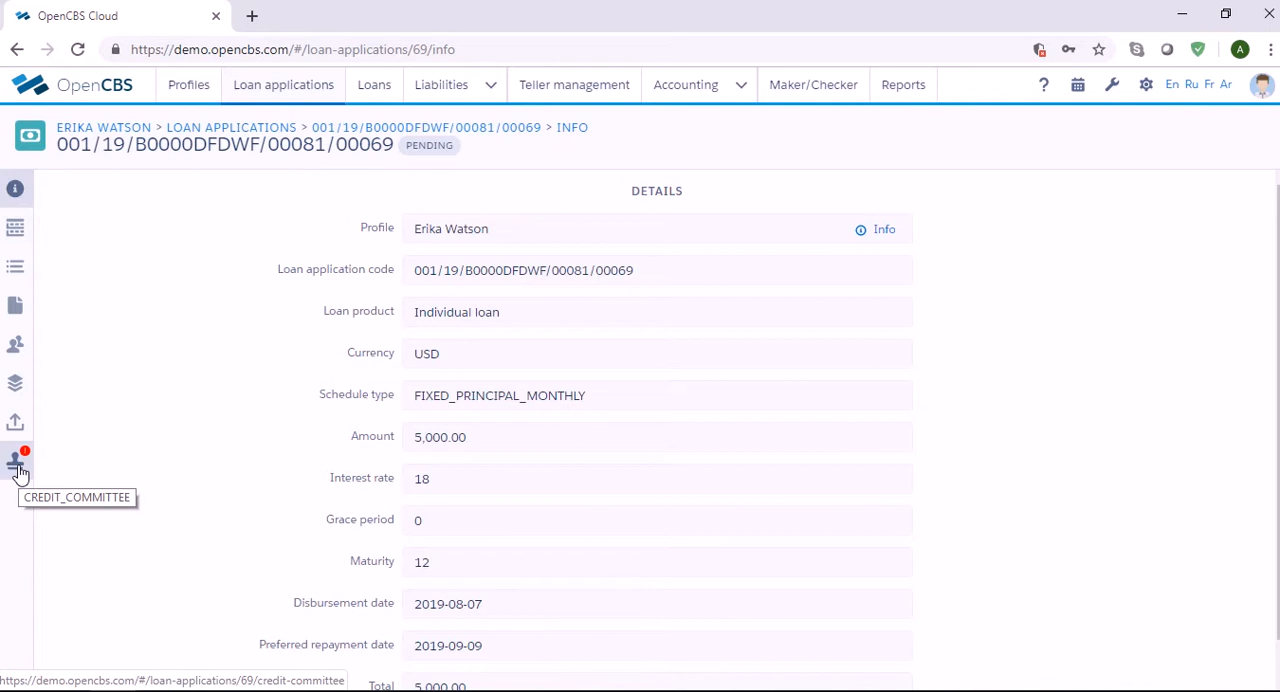 OpenCBS Cloud
https://demo.opencbs.com/#/loan-applications/69/info
A
OpenCBS Profiles Loan applications Loans Liabilities Teller management Accounting Maker/Checker Reports ? En Ru Fr Ar
ERIKA WATSON > LOAN APPLICATIONS > 001/19/B0000DFDWF/00081/00069 > INFO
001/19/B0000DFDWF/00081/00069 PENDING
DETAILS
Profile Erika Watson Info
Loan application code 001/19/B0000DFDWF/00081/00069
Loan product Individual loan
Currency USD
Schedule type FIXED_PRINCIPAL_MONTHLY
Amount 5,000.00
Interest rate 18
CREDIT_COMMITTEE
Grace period 0
Maturity 12
Disbursement date 2019-08-07
Preferred repayment date 2019-09-09
Total 5,000.00
https://demo.opencbs.com/#/loan-applications/69/credit-committee